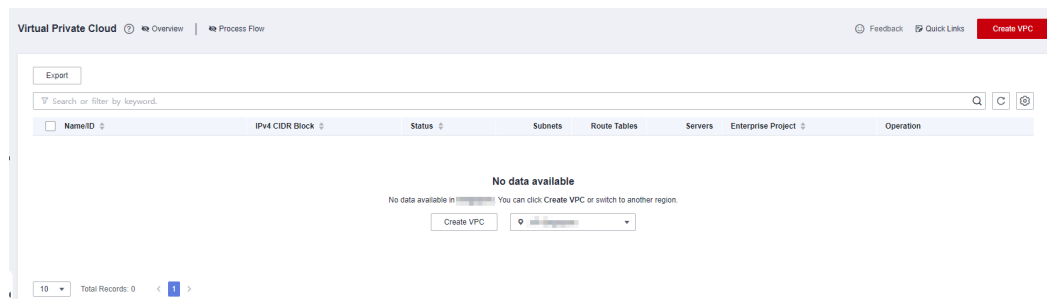 Virtual Private Cloud ? Overview | Process Flow Feedback Quick Links Create VPC
Export
Search or filter by keyword.
Name/ID IPv4 CIDR Block Status Subnets Route Tables Servers Enterprise Project Operation
No data available
No data available in You can click Create VPC or switch to another region.
Create VPC
10 Total Records: 0 < 1 >